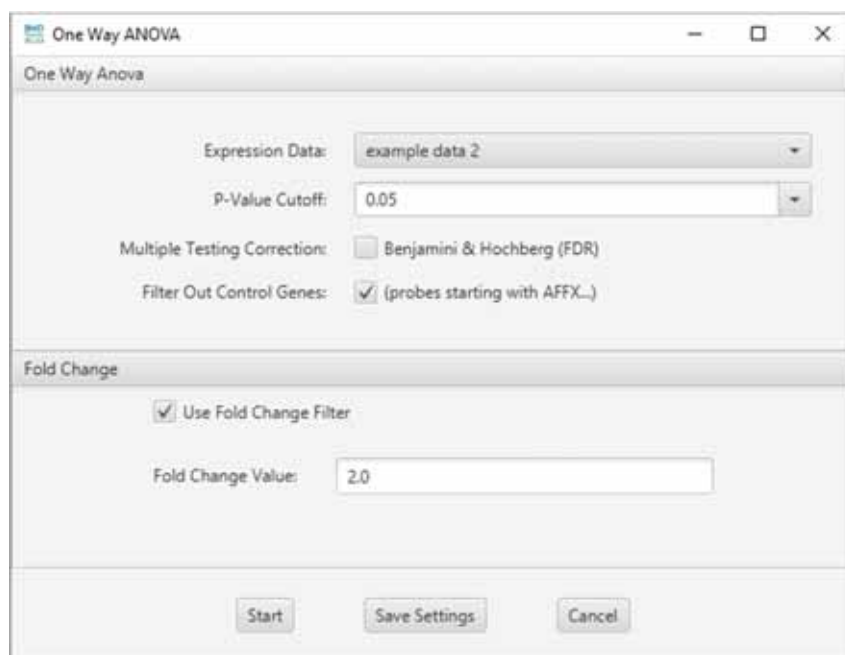 One Way ANOVA
One Way Anova
Expression Data: example data 2
P-Value Cutoff: 0.05
Multiple Testing Correction: Benjamini & Hochberg (FDR)
Filter Out Control Genes: (probes starting with AFFX...)
Fold Change
Use Fold Change Filter
Fold Change Value: 2.0
Start Save Settings Cancel